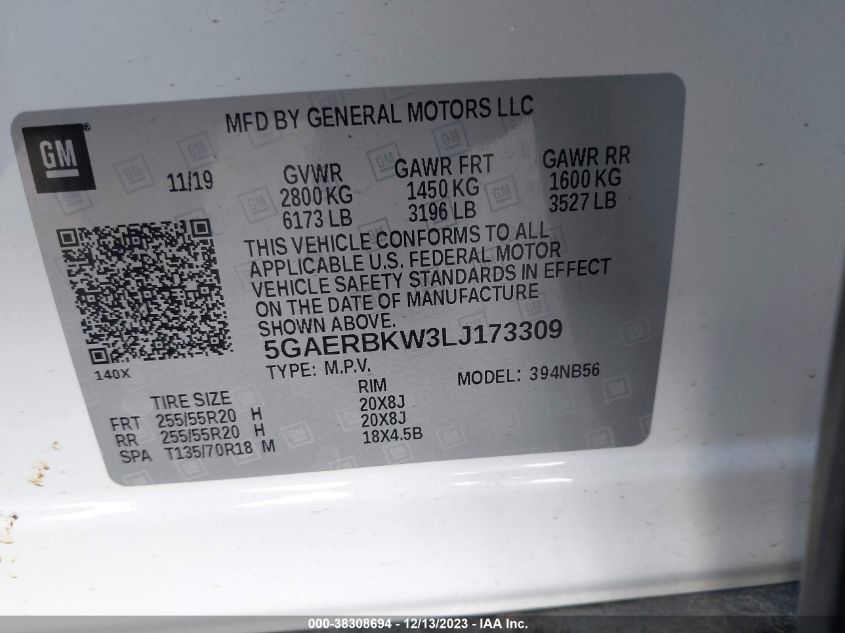 MFD BY GENERAL MOTORS LLC
GM®
11/19
GVWR GAWR FRT GAWR RR
2800 KG 1450 KG 1600 KG
6173 LB 3196 LB 3527 LB
THIS VEHICLE CONFORMS TO ALL
APPLICABLE U.S. FEDERAL MOTOR
VEHICLE SAFETY STANDARDS IN EFFECT
ON THE DATE OF MANUFACTURE
SHOWN ABOVE.
5GAERBKW3LJ173309
140X
TYPE: M.P.V. MODEL: 394NB56
TIRE SIZE RIM
FRT 255/55R20 H 20X8J
RR 255/55R20 H 20X8J
SPA T135/70R18 M 18X4.5B
000-38308694 - 12/13/2023 - IAA Inc.